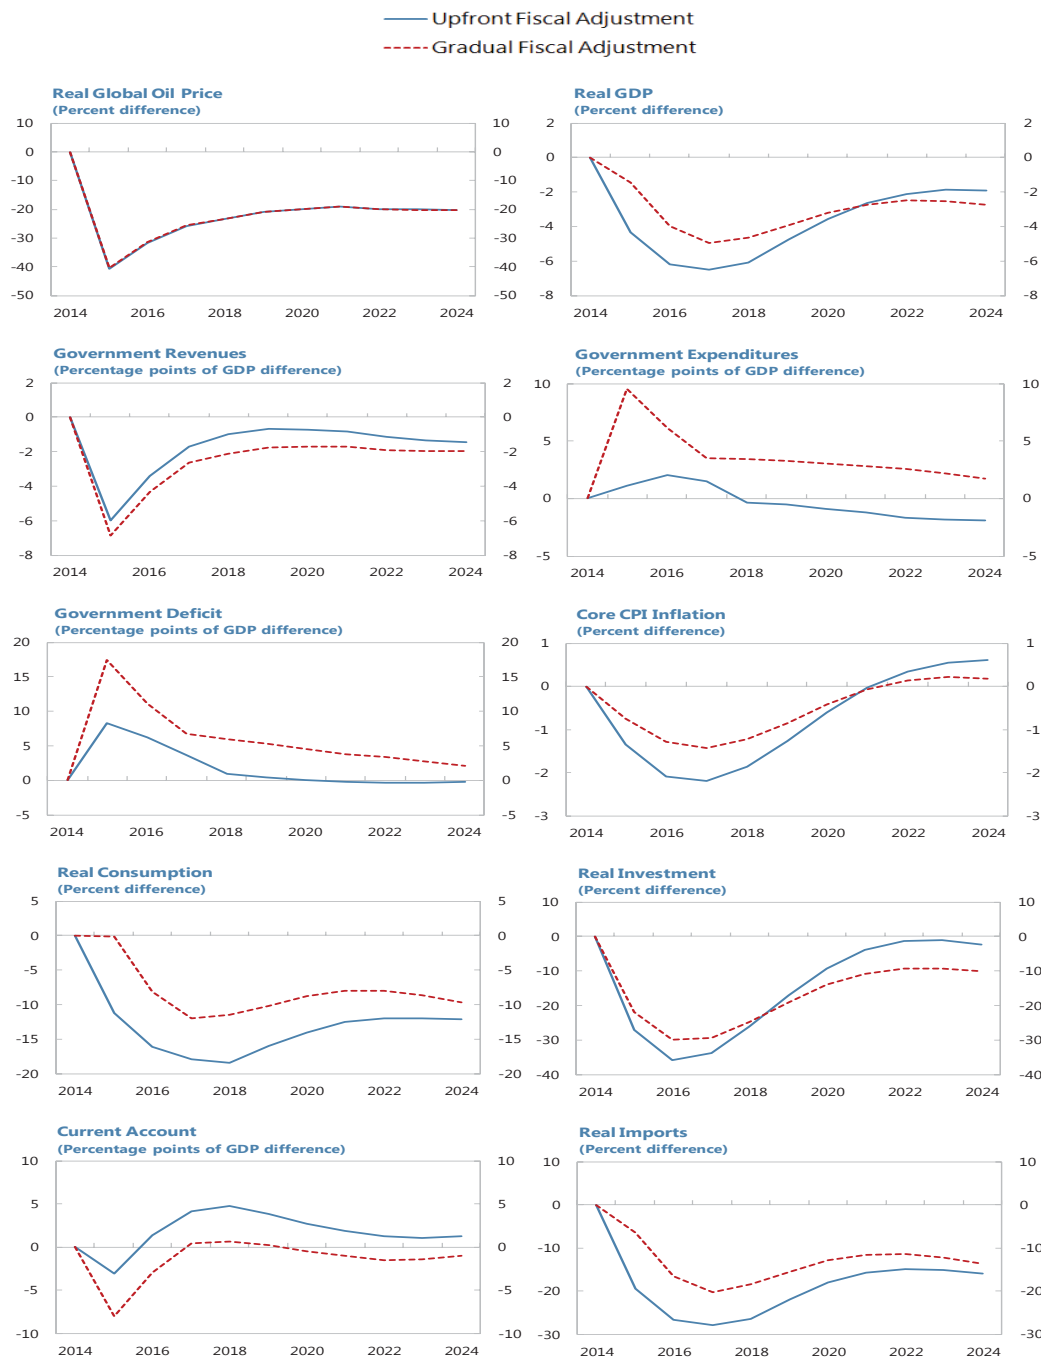 Upfront Fiscal Adjustment
Gradual Fiscal Adjustment
Real Global Oil Price
(Percent difference)
10 10
0 0
-10 -10
-20 -20
-30 -30
-40 -40
-50 -50
2014 2016 2018 2020 2022 2024
Real GDP
(Percent difference)
2 2
0 0
-2 -2
-4 -4
-6 -6
-8 -8
2014 2016 2018 2020 2022 2024
Government Revenues
(Percentage points of GDP difference)
2 2
0 0
-2 -2
-4 -4
-6 -6
-8 -8
2014 2016 2018 2020 2022 2024
Government Expenditures
(Percentage points of GDP difference)
10 10
5 5
0 0
-5 -5
2014 2016 2018 2020 2022 2024
Government Deficit
(Percentage points of GDP difference)
20 20
15 15
10 10
5 5
0 0
-5 -5
2014 2016 2018 2020 2022 2024
Core CPI Inflation
(Percent difference)
1 1
0 0
-1 -1
-2 -2
-3 -3
2014 2016 2018 2020 2022 2024
Real Consumption
(Percent difference)
5 5
0 0
-5 -5
-10 -10
-15 -15
-20 -20
2014 2016 2018 2020 2022 2024
Real Investment
(Percent difference)
10 10
0 0
-10 -10
-20 -20
-30 -30
-40 -40
2014 2016 2018 2020 2022 2024
Current Account
(Percentage points of GDP difference)
10 10
5 5
0 0
-5 -5
-10 -10
2014 2016 2018 2020 2022 2024
Real Imports
(Percent difference)
10 10
0 0
-10 -10
-20 -20
-30 -30
2014 2016 2018 2020 2022 2024